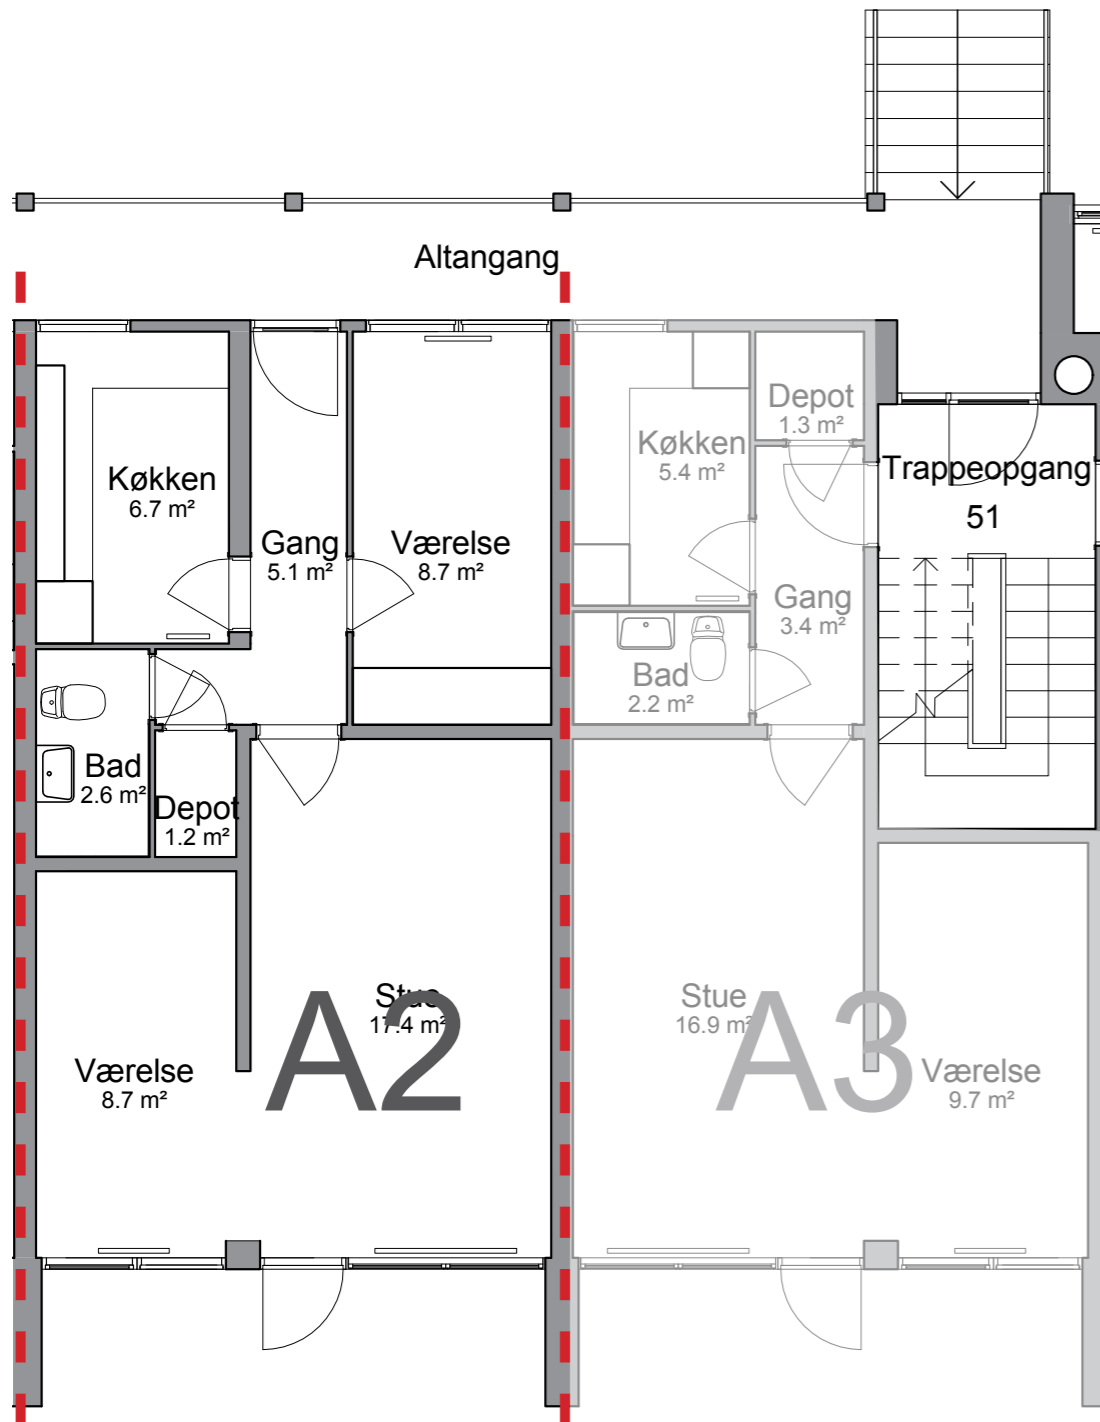 Altangang
Køkken
6.7 m²
Gang
5.1 m²
Værelse
8.7 m²
Bad
2.6 m²
Depot
1.2 m²
Stue
17.4 m²
Værelse
8.7 m²
A2
Depot
1.3 m²
Køkken
5.4 m²
Trappeopgang
51
Gang
3.4 m²
Bad
2.2 m²
Stue
16.9 m²
Værelse
9.7 m²
A3